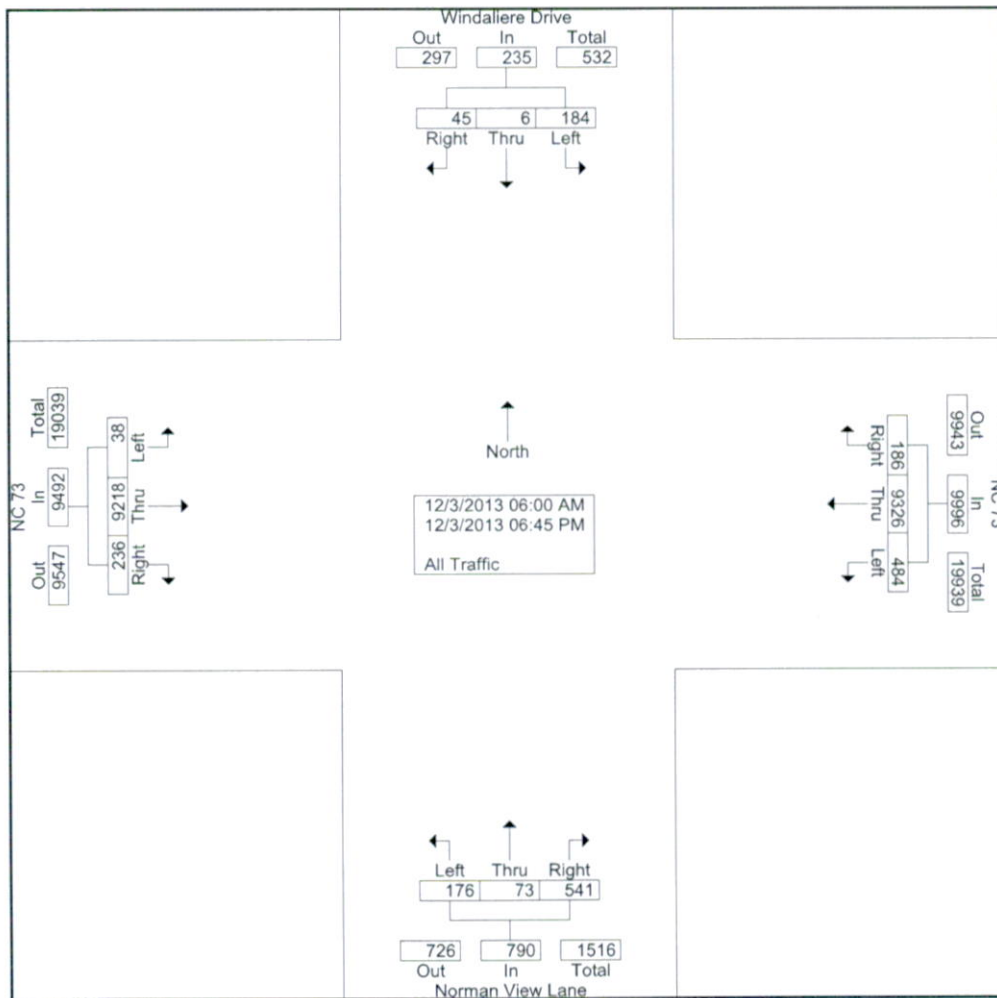 Windaliere Drive
Out In Total
297 235 532
45 6 184
Right Thru Left
NC 73
Total
19039
In
9492
Out
9547
38
Left
9218
Thru
236
Right
North
12/3/2013 06:00 AM
12/3/2013 06:45 PM
All Traffic
Right
186
Thru
9326
Left
484
Out
9943
In
9996
Total
19939
NC 73
Left Thru Right
176 73 541
726 790 1516
Out In Total
Norman View Lane